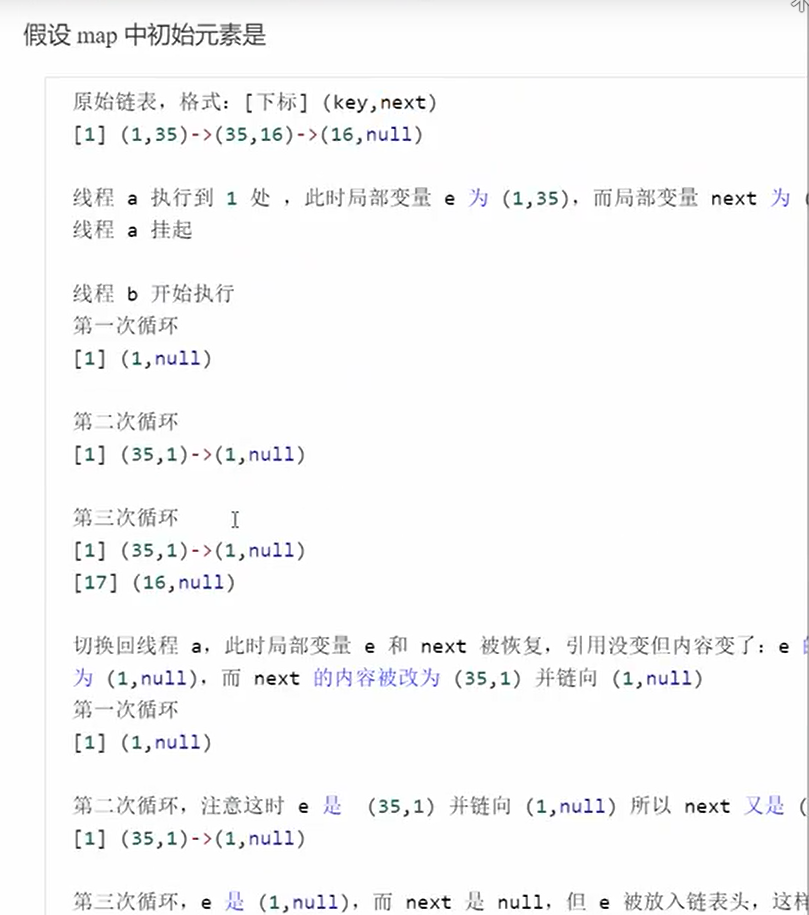 假设 map 中初始元素是
原始链表，格式：[下标] (key,next)
[1] (1,35)->(35,16)->(16,null)
线程 a 执行到 1 处 ，此时局部变量 e 为 (1,35)，而局部变量 next 为 (
线程 a 挂起
线程 b 开始执行
第一次循环
[1] (1,null)
第二次循环
[1] (35,1)->(1,null)
第三次循环
[1] (35,1)->(1,null)
[17] (16,null)
切换回线程 a，此时局部变量 e 和 next 被恢复，引用没变但内容变了：e
为 (1,null)，而 next 的内容被改为 (35,1) 并链向 (1,null)
第一次循环
[1] (1,null)
第二次循环，注意这时 e 是 (35,1) 并链向 (1,null) 所以 next 又是 (
[1] (35,1)->(1,null)
第三次循环，e 是 (1,null)，而 next 是 null，但 e 被放入链表头，这样